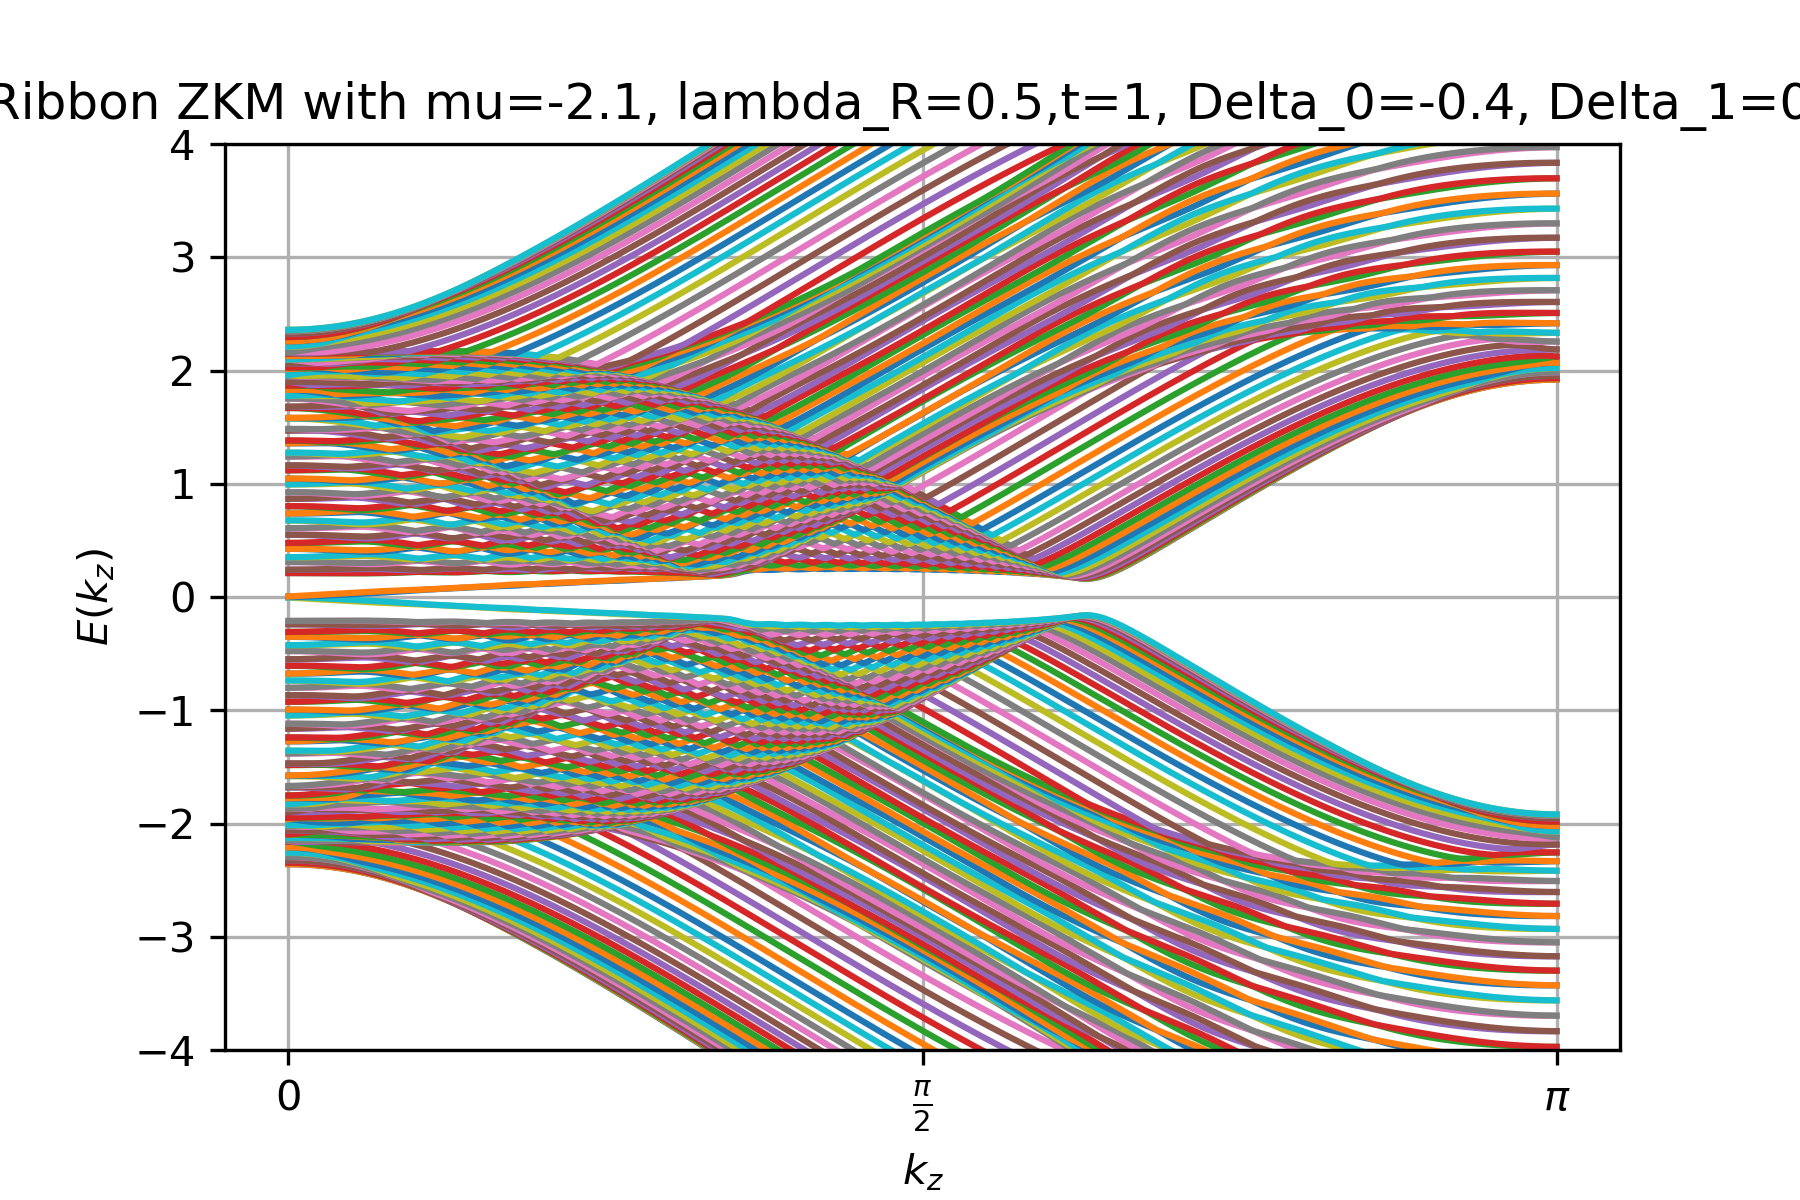 Ribbon ZKM with mu=-2.1, lambda_R=0.5,t=1, Delta_0=-0.4, Delta_1=0
4
3
2
1
0
−1
−2
−3
−4
E(k_z)
0
π/2
π
k_z